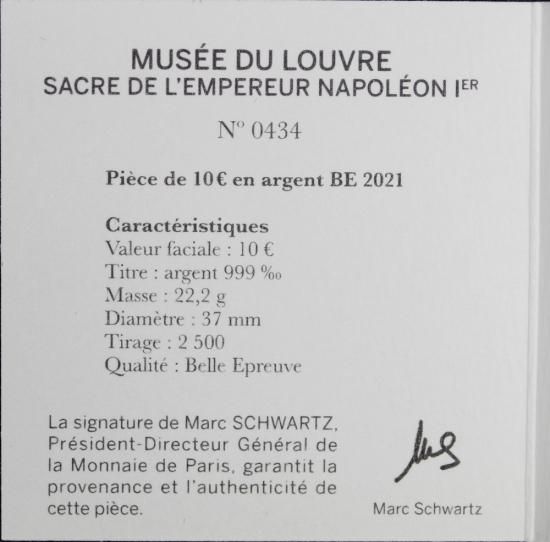 MUSÉE DU LOUVRE
SACRE DE L'EMPEREUR NAPOLÉON IER
N° 0434
Pièce de 10 € en argent BE 2021
Caractéristiques
Valeur faciale : 10 €
Titre : argent 999 ‰
Masse : 22,2 g
Diamètre : 37 mm
Tirage : 2 500
Qualité : Belle Epreuve
La signature de Marc SCHWARTZ,
Président-Directeur Général de
la Monnaie de Paris, garantit la
provenance et l'authenticité de
cette pièce.
Marc Schwartz